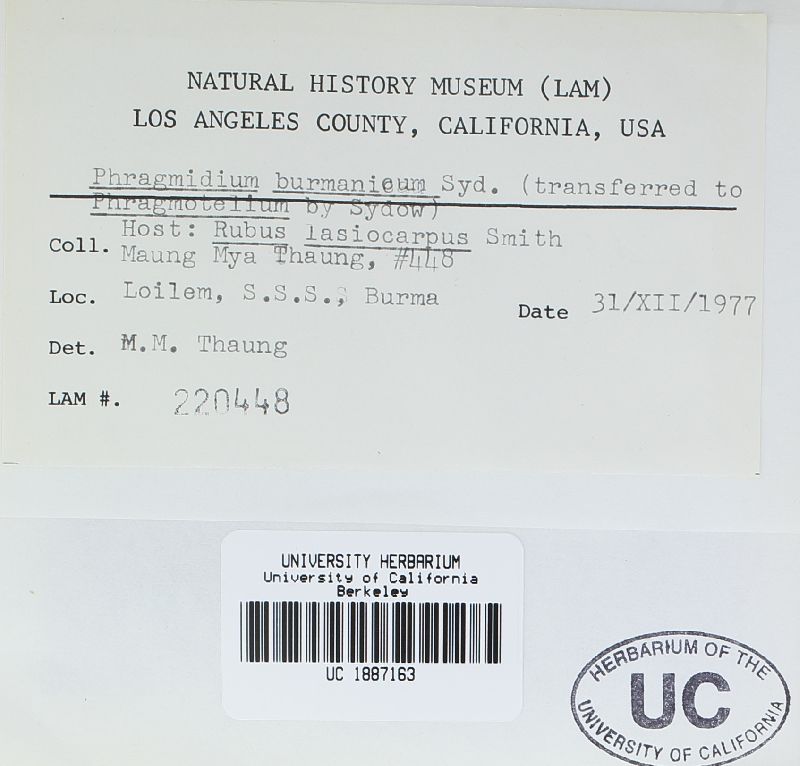 NATURAL HISTORY MUSEUM (LAM)
LOS ANGELES COUNTY, CALIFORNIA, USA
Phragmidium burmanicum Syd. (transferred to
Phragmotelium by Sydow)
Host: Rubus lasiocarpus Smith
Coll. Maung Mya Thaung, #448
Loc. Loilem, S.S.S., Burma
Date 31/XII/1977
Det. M.M. Thaung
LAM #. 220448
UNIVERSITY HERBARIUM
University of California
Berkeley
UC 1887163
HERBARIUM OF THE
UC
UNIVERSITY OF CALIFORNIA